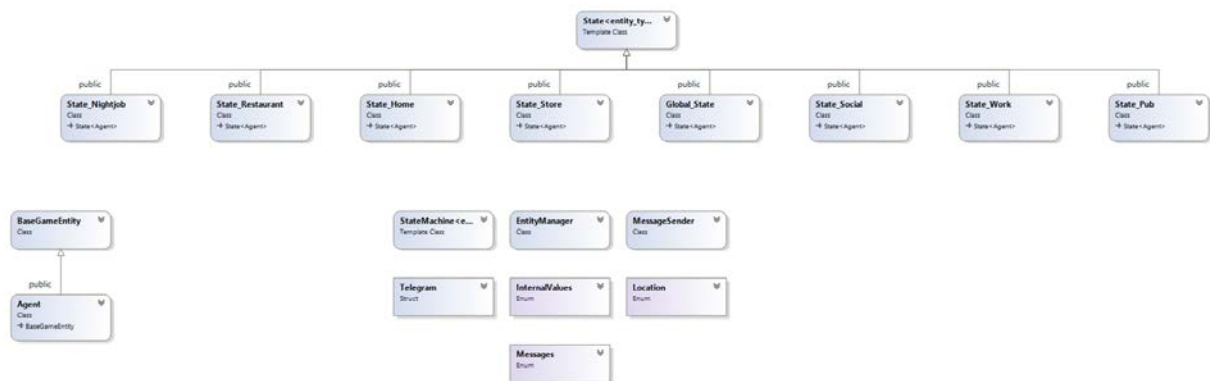 State<entity_ty...
Template Class
public
public
public
public
public
public
public
public
State_Nightjob
Class
State<Agent>
State_Restaurant
Class
State<Agent>
State_Home
Class
State<Agent>
State_Store
Class
State<Agent>
Global_State
Class
State<Agent>
State_Social
Class
State<Agent>
State_Work
Class
State<Agent>
State_Pub
Class
State<Agent>
BaseGameEntity
Class
StateMachine<e...
Template Class
EntityManager
Class
MessageSender
Class
public
Agent
Class
BaseGameEntity
Telegram
Struct
InternalValues
Enum
Location
Enum
Messages
Enum